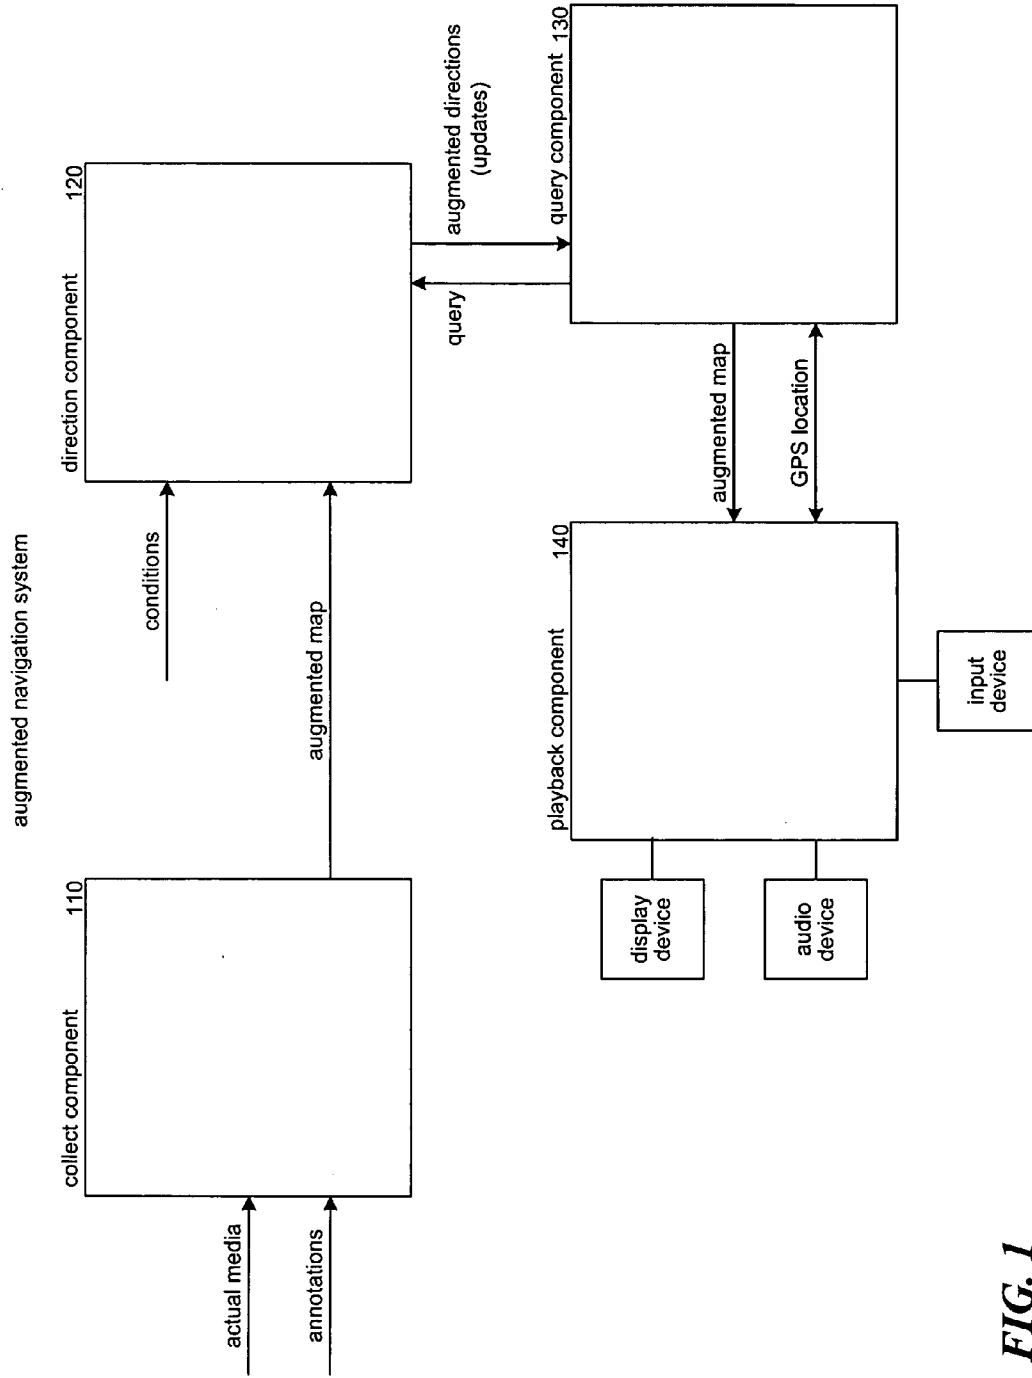 augmented navigation system
collect component
110
actual media
annotations
augmented map
conditions
direction component
120
query
augmented directions
(updates)
query component
130
augmented map
GPS location
playback component
140
display
device
audio
device
input
device
FIG. 1